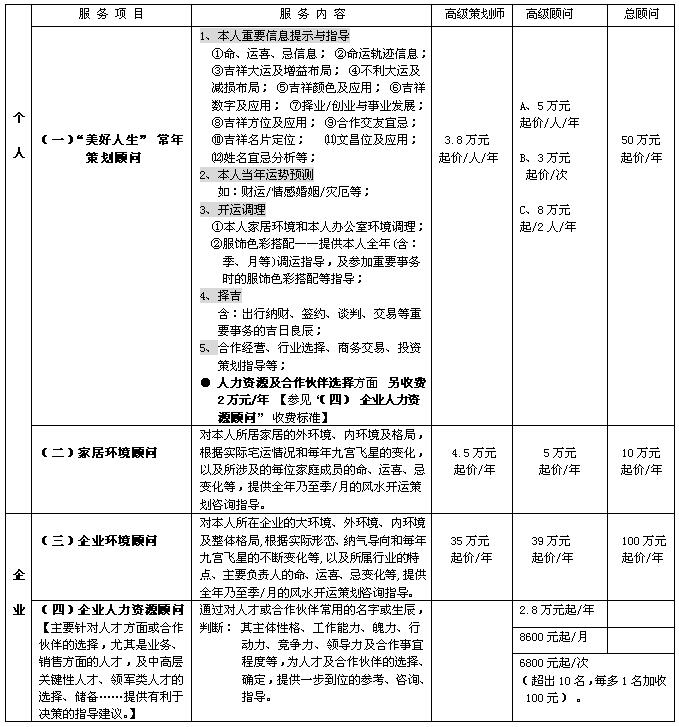 服 务 项 目
服 务 内 容
高级策划师
高级顾问
总顾问
个
人
（一）“美好人生” 常年
策划顾问
1、本人重要信息提示与指导
①命、运喜、忌信息； ②命运轨迹信息；
③吉祥大运及增益布局； ④不利大运及
减损布局； ⑤吉祥颜色及应用； ⑥吉祥
数字及应用； ⑦择业/创业与事业发展；
⑧吉祥方位及应用； ⑨合作交友宜忌；
⑩吉祥名片定位； ⑾文昌位及应用；
⑿姓名宜忌分析等；
2、本人当年运势预测
如：财运/情感婚姻/灾厄等；
3、开运调理
①本人家居环境和本人办公室环境调理；
②服饰色彩搭配——提供本人全年(含：
季、月等)调运指导，及参加重要事务
时的服饰色彩搭配等指导；
4、择吉
含：出行纳财、签约、谈判、交易等重
要事务的吉日良辰；
5、合作经营、行业选择、商务交易、投资
策划指导等；
● 人力资源及合作伙伴选择方面 另收费
2万元/年 【参见“（四） 企业人力资
源顾问” 收费标准】
3.8 万元
起价/人/年
A、5 万元
起价/人/年
B、3 万元
起价/次
C、8 万元
起/2 人/年
50 万元
起价/年
（二）家居环境顾问
对本人所居家居的外环境、内环境及格局，
根据实际宅运情况和每年九宫飞星的变化，
以及所涉及的每位家庭成员的命、运喜、忌
变化等，提供全年乃至季/月的风水开运策
划咨询指导。
4.5 万元
起价/年
5 万元
起价/年
10 万元
起价/年
企
业
（三）企业环境顾问
对本人所在企业的大环境、外环境、内环境
及整体格局，根据实际形峦、纳气导向和每年
九宫飞星的不断变化等，以及所属行业的特
点、主要负责人的命、运喜、忌变化等，提供
全年乃至季/月的风水开运策划咨询指导。
35 万元
起价/年
39 万元
起价/年
100 万元
起价/年
（四）企业人力资源顾问
【主要针对人才方面或合作
伙伴的选择，尤其是业务、
销售方面的人才，及中高层
关键性人才、领军类人才的
选择、储备……提供有利于
决策的指导建议。】
通过对人才或合作伙伴常用的名字或生辰，
判断： 其主体性格、工作能力、魄力、行
动力、竞争力、领导力及合作事宜
程度等，为人才及合作伙伴的选择、
确定，提供一步到位的参考、咨询、
指导。
2.8 万元起/年
8600 元起/月
6800 元起/次
（超出 10 名，每多 1 名加收
100 元）。